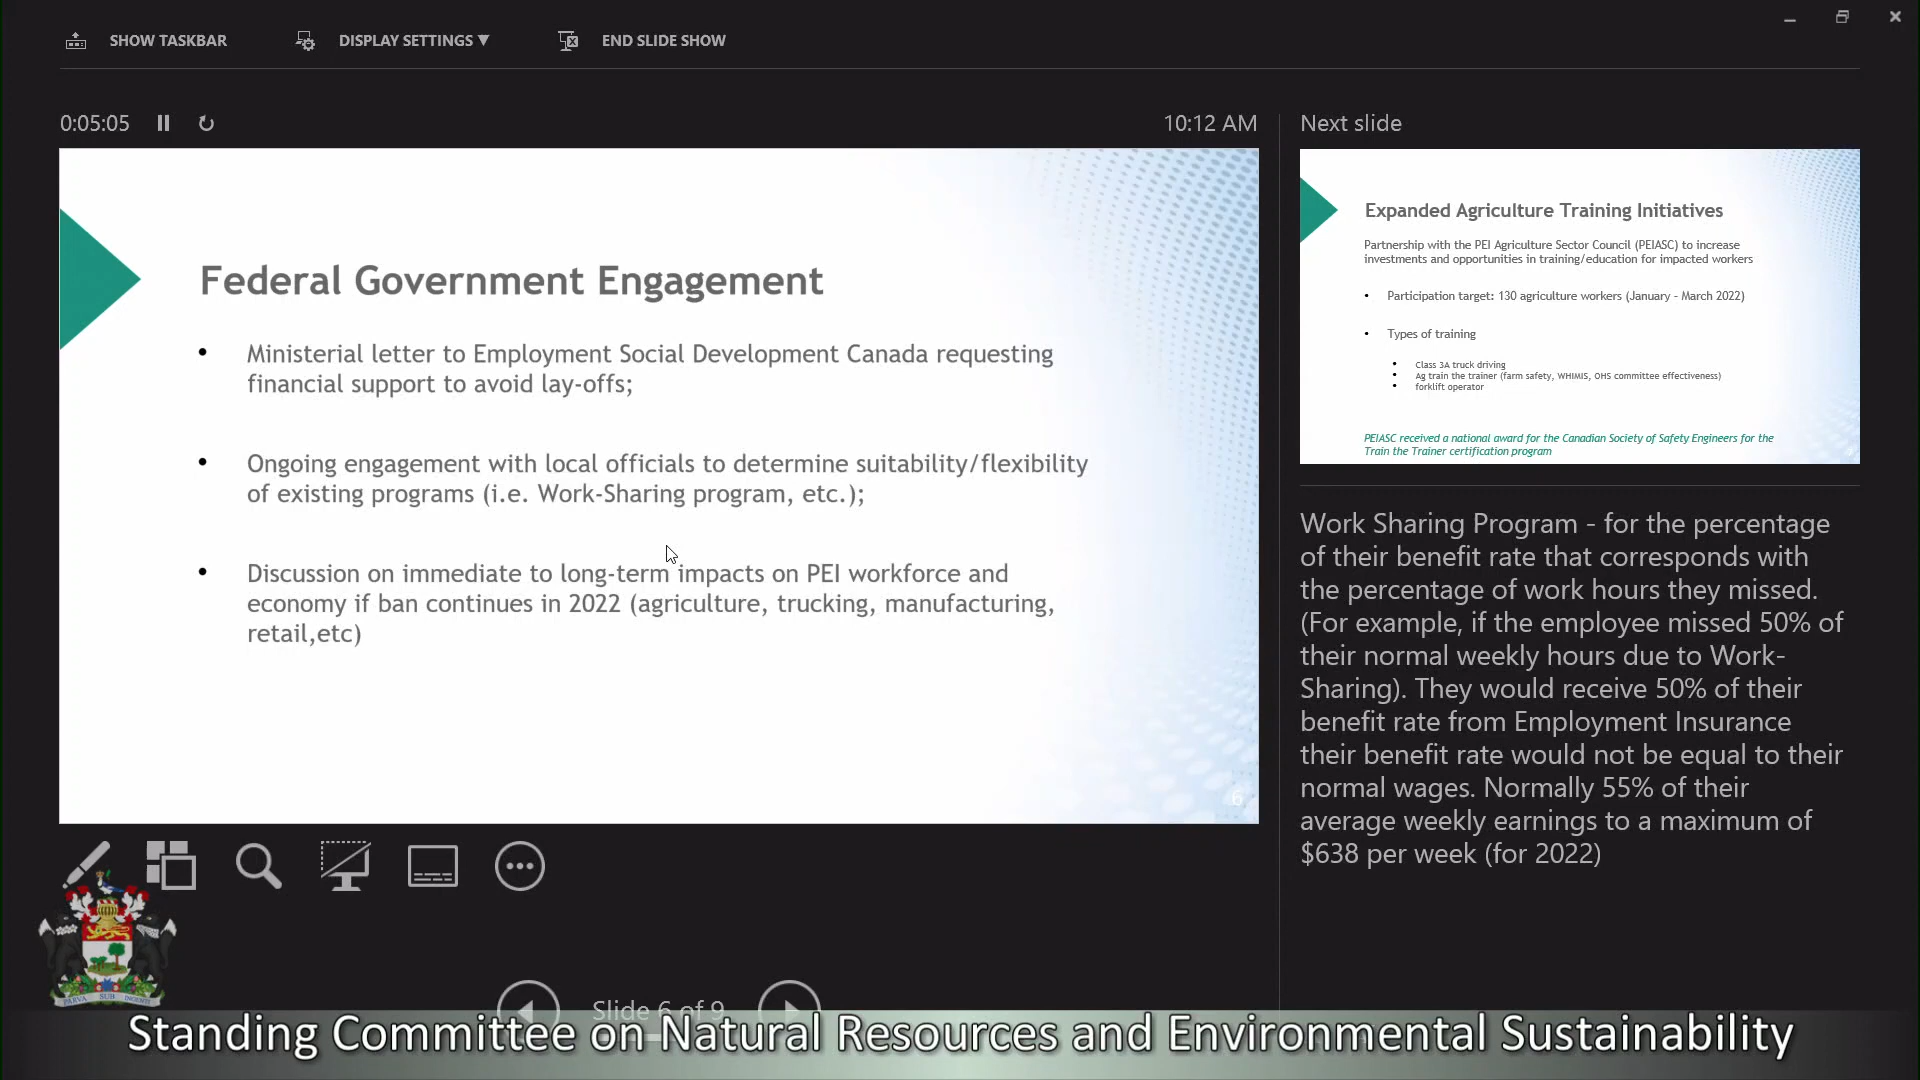 SHOW TASKBAR
DISPLAY SETTINGS ▼
END SLIDE SHOW
0:05:05
10:12 AM
Federal Government Engagement
• Ministerial letter to Employment Social Development Canada requesting
financial support to avoid lay-offs;
• Ongoing engagement with local officials to determine suitability/flexibility
of existing programs (i.e. Work-Sharing program, etc.);
• Discussion on immediate to long-term impacts on PEI workforce and
economy if ban continues in 2022 (agriculture, trucking, manufacturing,
retail,etc)
6
Next slide
Expanded Agriculture Training Initiatives
Partnership with the PEI Agriculture Sector Council (PEIASC) to increase
investments and opportunities in training/education for impacted workers
• Participation target: 130 agriculture workers (January - March 2022)
• Types of training
• Class 3A truck driving
• Ag train the trainer (farm safety, WHIMIS, OHS committee effectiveness)
• forklift operator
PEIASC received a national award for the Canadian Society of Safety Engineers for the
Train the Trainer certification program
Work Sharing Program - for the percentage
of their benefit rate that corresponds with
the percentage of work hours they missed.
(For example, if the employee missed 50% of
their normal weekly hours due to Work-
Sharing). They would receive 50% of their
benefit rate from Employment Insurance
their benefit rate would not be equal to their
normal wages. Normally 55% of their
average weekly earnings to a maximum of
$638 per week (for 2022)
PARVA SUB INGENTI
Slide 6 of 9
Standing Committee on Natural Resources and Environmental Sustainability